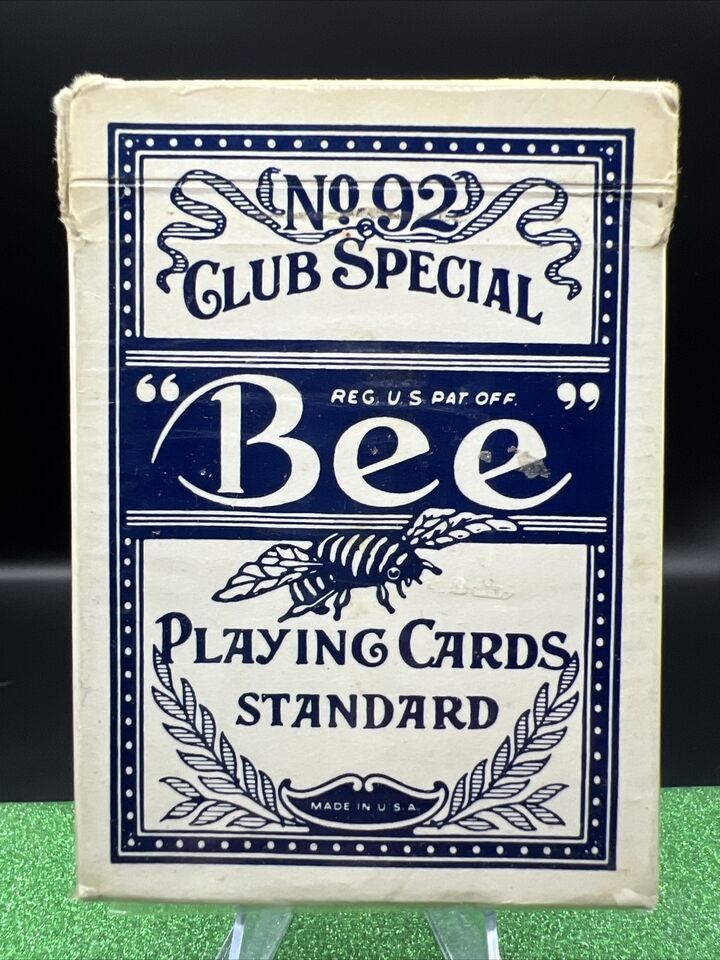 No 92
CLUB SPECIAL
REG. U.S. PAT. OFF.
"Bee"
PLAYING CARDS
STANDARD
MADE IN U.S.A.